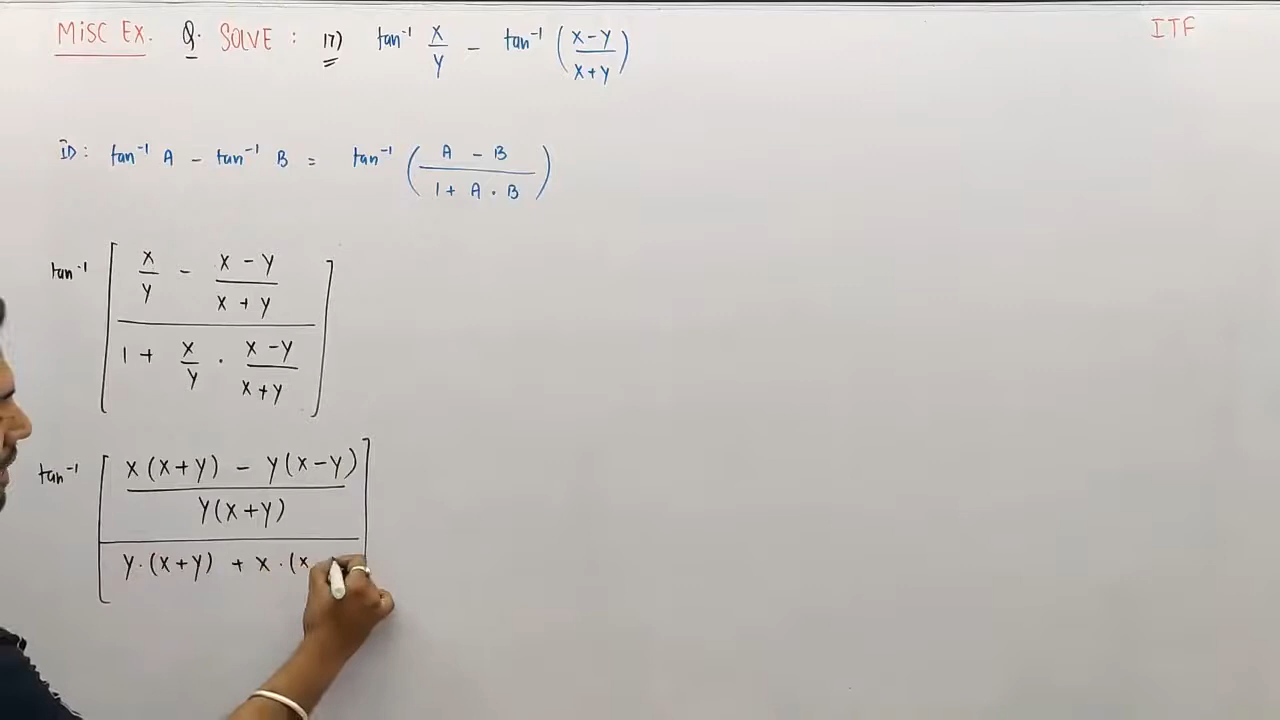 MISC EX. Q. SOLVE : 17) tan⁻¹ x/y - tan⁻¹ (x-y/x+y)
ITF
ID: tan⁻¹ A - tan⁻¹ B = tan⁻¹ (A - B/1 + A . B)
tan⁻¹ [x/y - x - y/x + y
1 + x/y . x - y/x + y]
tan⁻¹ [x(x+y) - y(x-y)
y(x+y)
y.(x+y) + x.(x